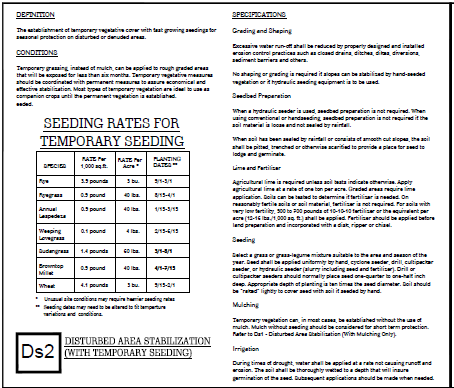 DEFINITION
The establishment of temporary vegetative cover with fast growing seedings for
seasonal protection on disturbed or denuded areas.
CONDITIONS
Temporary grassing, instead of mulch, can be applied to rough graded areas
that will be exposed for less than six months. Temporary vegetative measures
should be coordinated with permanent measures to assure economical and
effective stabilization. Most types of temporary vegetation are ideal to use as
companion crops until the permanent vegetation is established.
eeded.
SEEDING RATES FOR
TEMPORARY SEEDING
SPECIES RATE Per 1,000 sq.ft. RATE Per Acre * PLANTING DATES **
Rye 3.9 pounds 3 bu. 9/1-3/1
Ryegrass 0.9 pound 40 lbs. 8/15-4/1
Annual Lespedeza 0.9 pound 40 lbs. 1/15-3/15
Weeping Lovegrass 0.1 pound 4 lbs. 2/15-6/15
Sudangrass 1.4 pounds 60 lbs. 3/1-8/1
Browntop Millet 0.9 pound 40 lbs. 4/1-7/15
Wheat 4.1 pounds 3 bu. 9/15-2/1
* Unusual site conditions may require heavier seeding rates
** Seeding dates may need to be altered to fit temperture
variations and conditions.
Ds2
DISTURBED AREA STABILIZATION
(WITH TEMPORARY SEEDING)
SPECIFICATIONS
Grading and Shaping
Excessive water run-off shall be reduced by properly designed and installed
erosion control practices such as closed drains, ditches, dikes, diversions,
sediment barriers and others.
No shaping or grading is required if slopes can be stabilized by hand-seeded
vegetation or if hydraulic seeding equipment is to be used.
Seedbed Preparation
When a hydraulic seeder is used, seedbed preparation is not required. When
using conventional or handseeding, seedbed preparation is not required if the
soil material is loose and not sealed by rainfall.
When soil has been sealed by rainfall or consists of smooth cut slopes, the soil
shall be pitted, trenched or otherwise scarified to provide a place for seed to
lodge and germinate.
Lime and Fertilizer
Agricultural lime is required unless soil tests indicate otherwise. Apply
agricultural lime at a rate of one ton per acre. Graded areas require lime
application. Soils can be tested to determine if fertilizer is needed. On
reasonably fertile soils or soil material, fertilizer is not required. For soils with
very low fertility, 500 to 700 pounds of 10-10-10 fertilizer or the equivalent per
acre (12-16 lbs./1,000 sq.ft.) shall be applied. Fertilizer should be applied before
land preparation and incorporated with a disk, ripper or chisel.
Seeding
Select a grass or grass-legume mixture suitable to the area and season of the
year. Seed shall be applied uniformly by hand, cyclone seeder, drill, cultipacker
seeder, or hydraulic seeder (slurry including seed and fertilizer). Drill or
cultipacker seeders should normally place seed one-quarter to one-half inch
deep. Appropriate depth of planting is ten times the seed diameter. Soil should
be "raked" lightly to cover seed with soil if seeded by hand.
Mulching
Temporary vegetation can, in most cases, be established without the use of
mulch. Mulch without seeding should be considered for short term protection.
Refer to Ds1 - Disturbed Area Stabilization (With Mulching Only).
Irrigation
During times of drought, water shall be applied at a rate not causing runoff and
erosion. The soil shall be thoroughly wetted to a depth that will insure
germination of the seed. Subsequent applications should be made when needed.